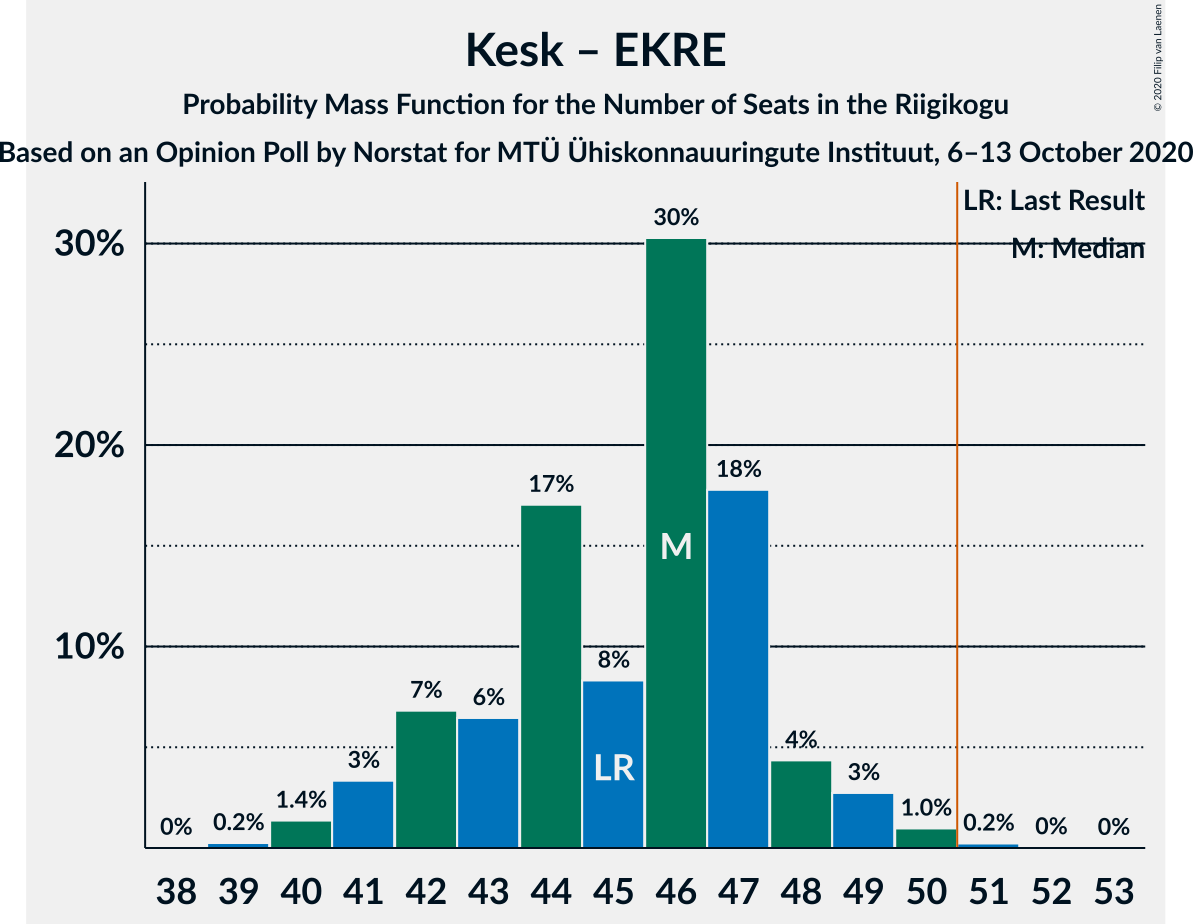 Kesk – EKRE
Probability Mass Function for the Number of Seats in the Riigikogu
Based on an Opinion Poll by Norstat for MTÜ Ühiskonnauuringute Instituut, 6–13 October 2020
© 2020 Filip van Laenen
LR: Last Result
M: Median
30%
20%
10%
0%
0.2%
1.4%
3%
7%
6%
17%
8%
30%
18%
4%
3%
1.0%
0.2%
0%
0%
M
LR
38 39 40 41 42 43 44 45 46 47 48 49 50 51 52 53